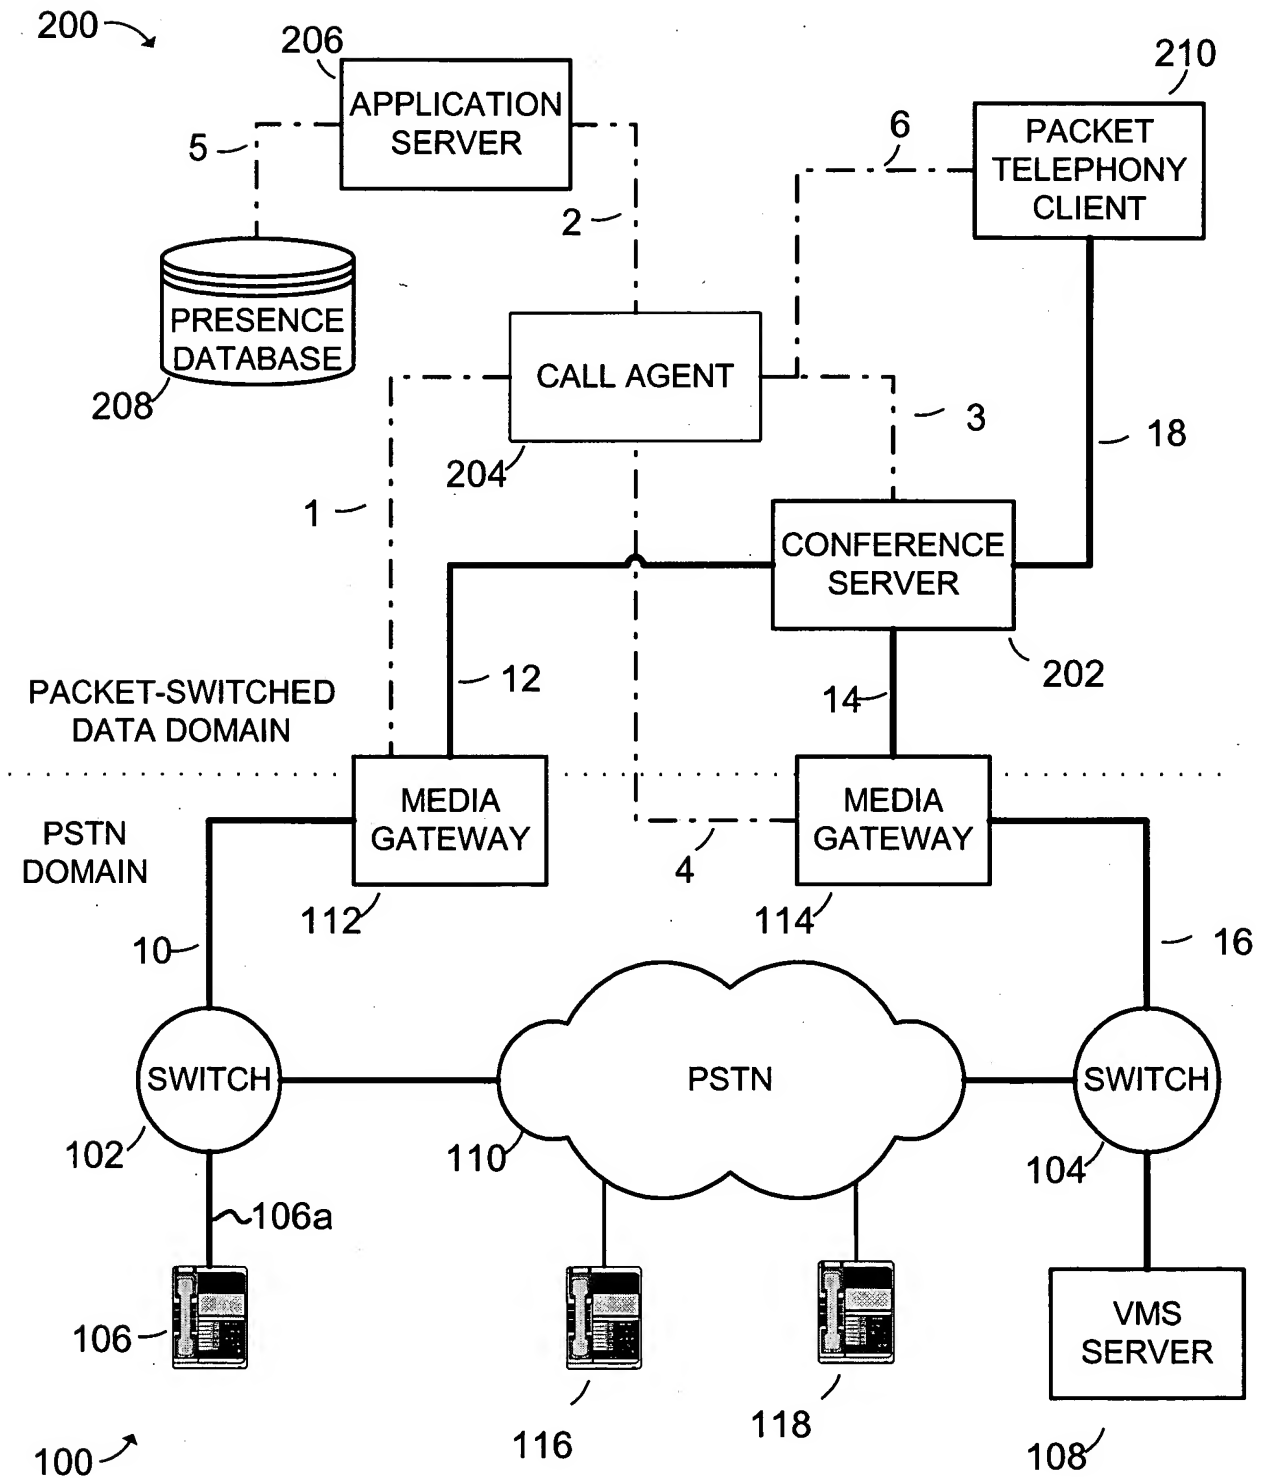 200
206
210
APPLICATION
SERVER
PACKET
TELEPHONY
CLIENT
5
6
2
PRESENCE
DATABASE
208
CALL AGENT
204
3
18
1
CONFERENCE
SERVER
202
12
14
PACKET-SWITCHED
DATA DOMAIN
MEDIA
GATEWAY
MEDIA
GATEWAY
PSTN
DOMAIN
4
112
114
10
16
SWITCH
PSTN
SWITCH
102
110
104
106a
106
VMS
SERVER
116
118
108
100